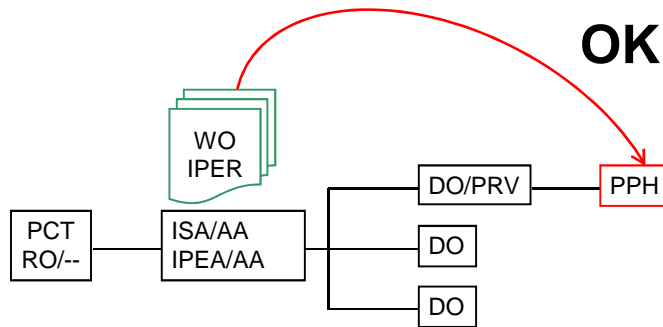 OK
WO
IPER
DO/PRV
PPH
PCT
RO/--
ISA/AA
IPEA/AA
DO
DO